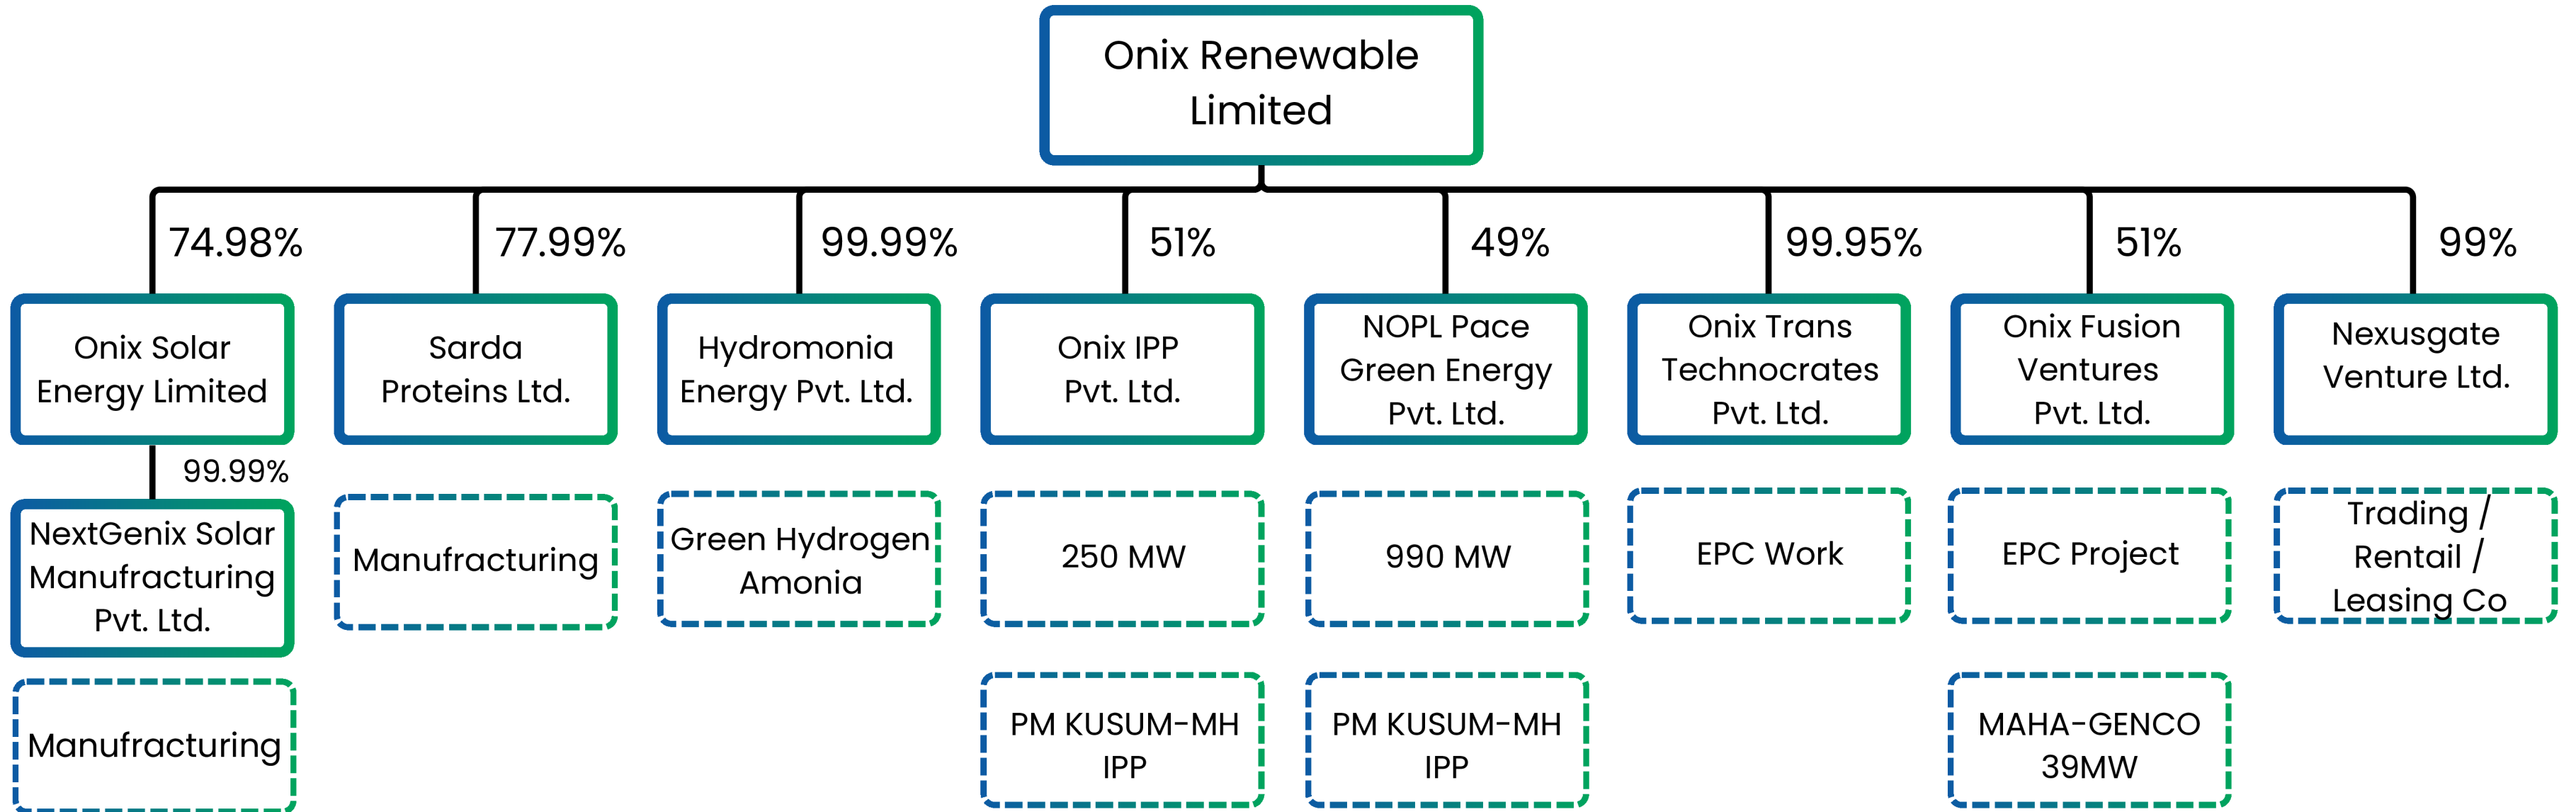 Onix Renewable
Limited
74.98%
77.99%
99.99%
51%
49%
99.95%
51%
99%
Onix Solar
Energy Limited
Sarda
Proteins Ltd.
Hydromonia
Energy Pvt. Ltd.
Onix IPP
Pvt. Ltd.
NOPL Pace
Green Energy
Pvt. Ltd.
Onix Trans
Technocrates
Pvt. Ltd.
Onix Fusion
Ventures
Pvt. Ltd.
Nexusgate
Venture Ltd.
99.99%
NextGenix Solar
Manufracturing
Pvt. Ltd.
Manufracturing
Green Hydrogen
Amonia
250 MW
990 MW
EPC Work
EPC Project
Trading /
Rentail /
Leasing Co
Manufracturing
PM KUSUM-MH
IPP
PM KUSUM-MH
IPP
MAHA-GENCO
39MW